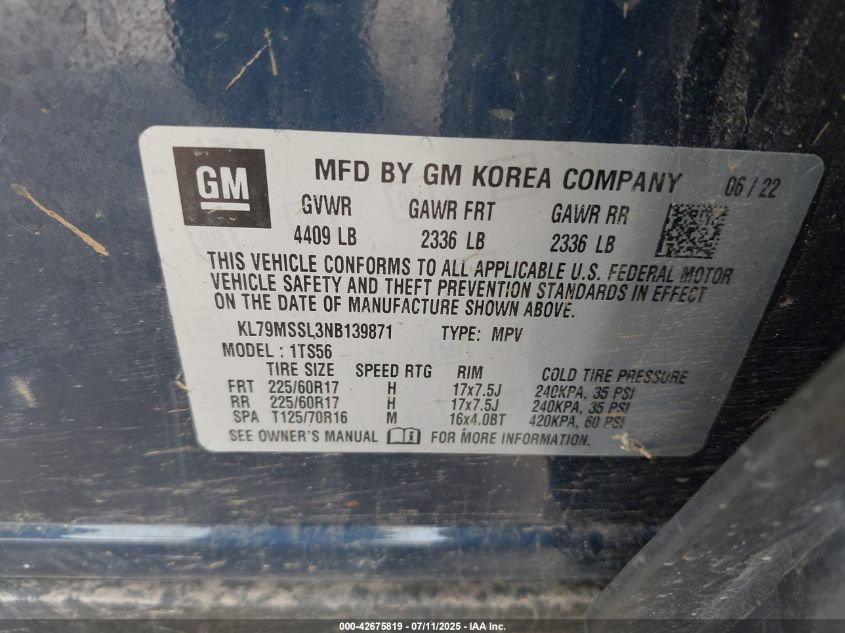 GM
MFD BY GM KOREA COMPANY 06 / 22
GVWR GAWR FRT GAWR RR
4409 LB 2336 LB 2336 LB
THIS VEHICLE CONFORMS TO ALL APPLICABLE U.S. FEDERAL MOTOR
VEHICLE SAFETY AND THEFT PREVENTION STANDARDS IN EFFECT
ON THE DATE OF MANUFACTURE SHOWN ABOVE.
KL79MSSL3NB139871 TYPE: MPV
MODEL : 1TS56
TIRE SIZE SPEED RTG RIM COLD TIRE PRESSURE
FRT 225/60R17 H 17x7.5J 240KPA, 35 PSI
RR 225/60R17 H 17x7.5J 240KPA, 35 PSI
SPA T125/70R16 M 16x4.0BT 420KPA, 60 PSI
SEE OWNER'S MANUAL FOR MORE INFORMATION.
000-42675819 - 07/11/2025 - IAA Inc.